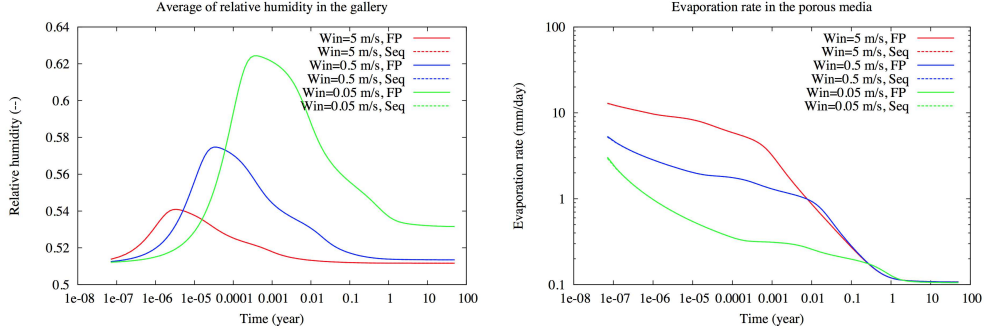 Average of relative humidity in the gallery
0.64
0.62
0.6
0.58
0.56
0.54
0.52
0.5
Relative humidity (--)
Win=5 m/s, FP
Win=5 m/s, Seq
Win=0.5 m/s, FP
Win=0.5 m/s, Seq
Win=0.05 m/s, FP
Win=0.05 m/s, Seq
1e-08 1e-07 1e-06 1e-05 0.0001 0.001 0.01 0.1 1 10 100
Time (year)
Evaporation rate in the porous media
100
10
1
0.1
Evaporation rate (mm/day)
Win=5 m/s, FP
Win=5 m/s, Seq
Win=0.5 m/s, FP
Win=0.5 m/s, Seq
Win=0.05 m/s, FP
Win=0.05 m/s, Seq
1e-08 1e-07 1e-06 1e-05 0.0001 0.001 0.01 0.1 1 10 100
Time (year)